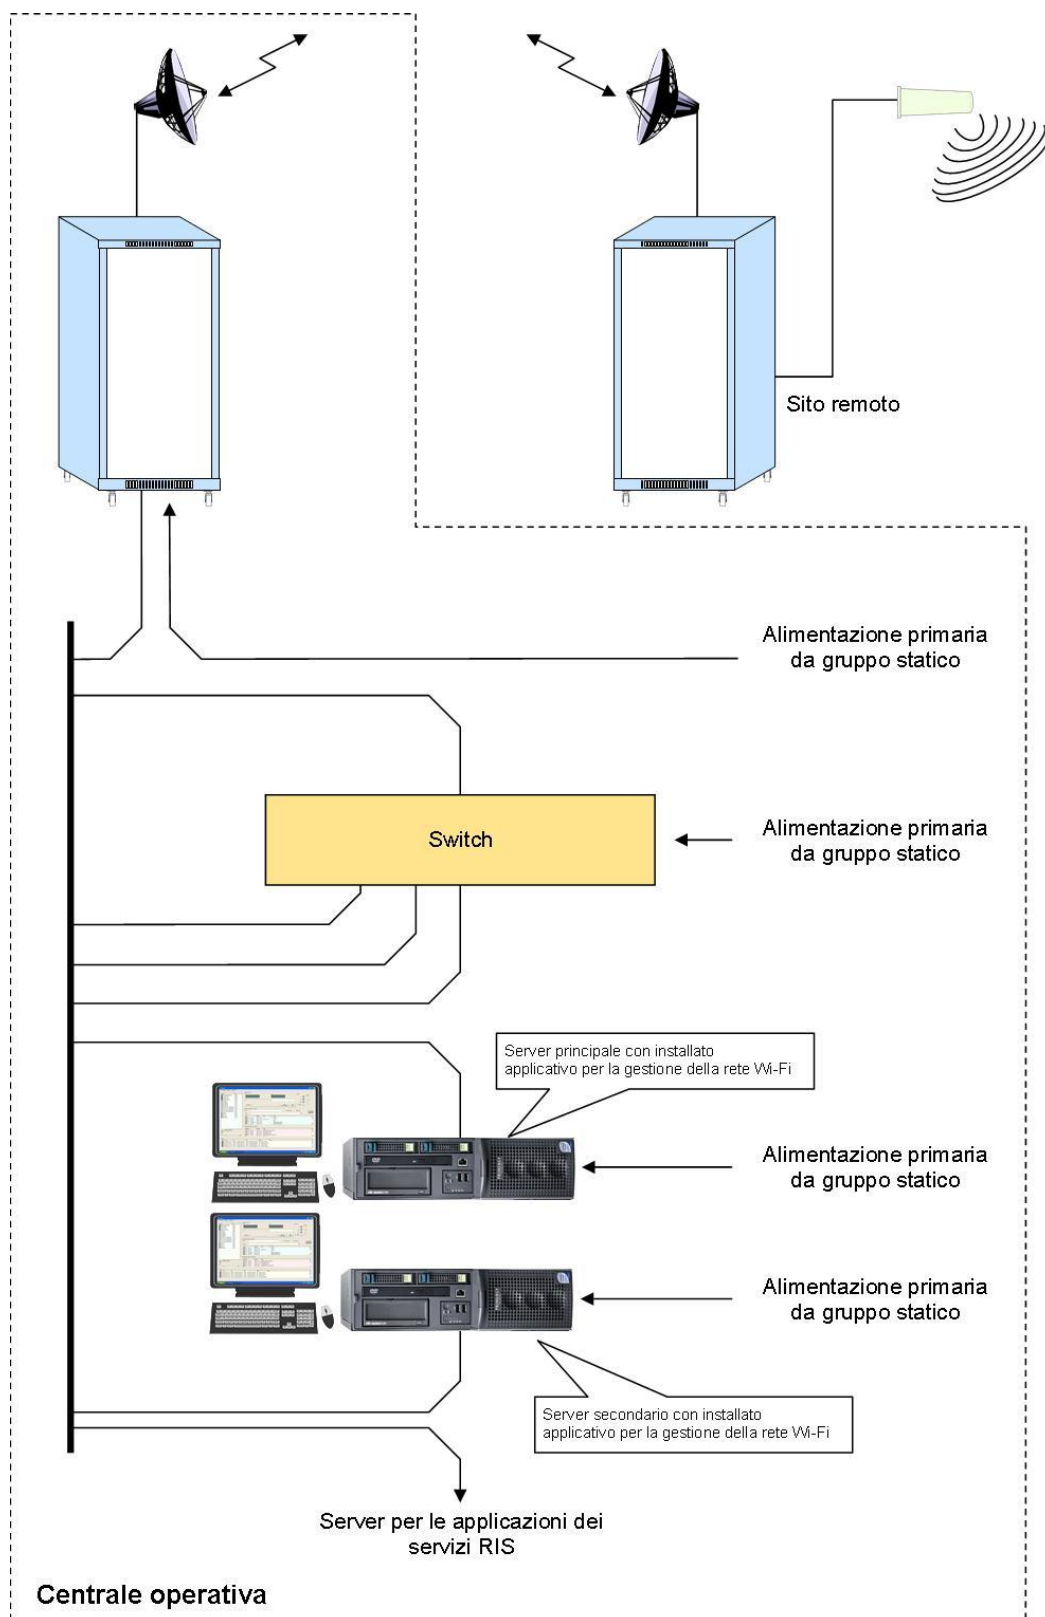 Sito remoto
Alimentazione primaria
da gruppo statico
Switch
Alimentazione primaria
da gruppo statico
Server principale con installato
applicativo per la gestione della rete Wi-Fi
Alimentazione primaria
da gruppo statico
Alimentazione primaria
da gruppo statico
Server secondario con installato
applicativo per la gestione della rete Wi-Fi
Server per le applicazioni dei
servizi RIS
Centrale operativa